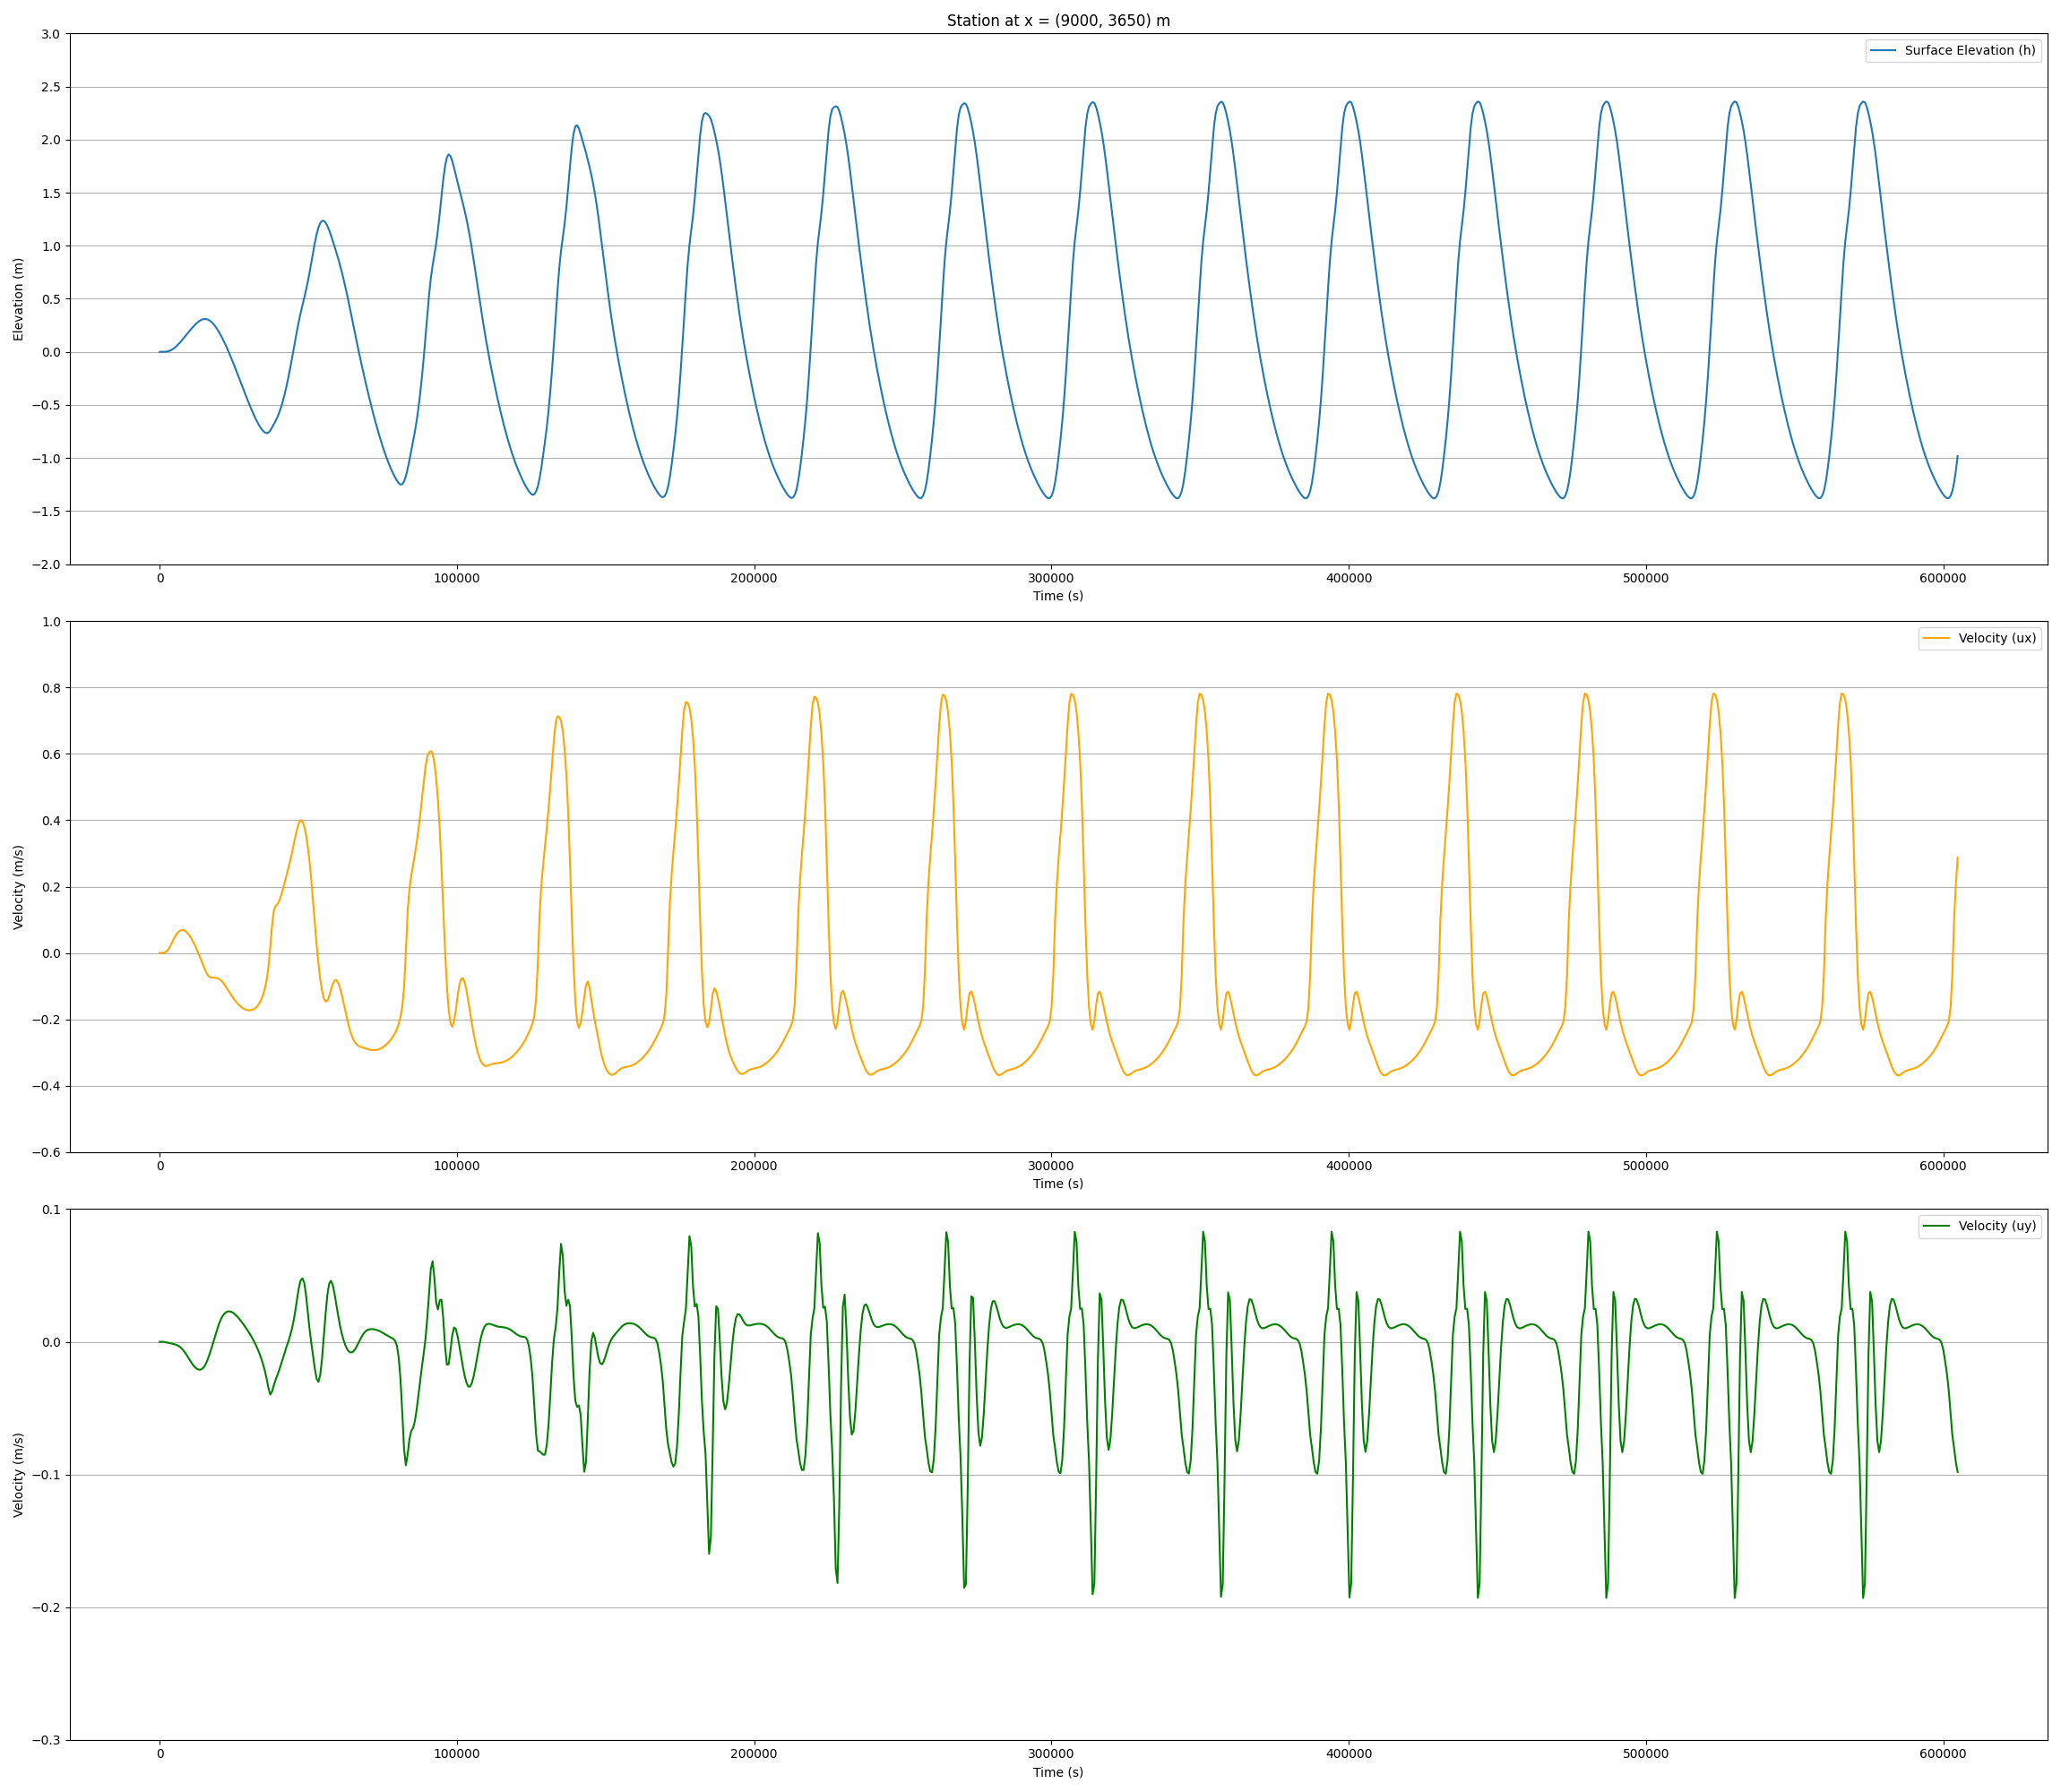 Station at x = (9000, 3650) m
Surface Elevation (h)
3.0
2.5
2.0
1.5
1.0
0.5
0.0
−0.5
−1.0
−1.5
−2.0
Elevation (m)
0 100000 200000 300000 400000 500000 600000
Time (s)
Velocity (ux)
1.0
0.8
0.6
0.4
0.2
0.0
−0.2
−0.4
−0.6
Velocity (m/s)
0 100000 200000 300000 400000 500000 600000
Time (s)
Velocity (uy)
0.1
0.0
−0.1
−0.2
−0.3
Velocity (m/s)
0 100000 200000 300000 400000 500000 600000
Time (s)